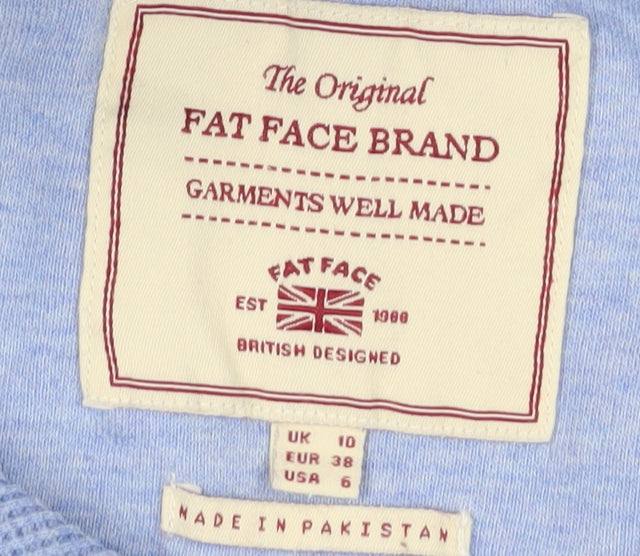 The Original
FAT FACE BRAND
GARMENTS WELL MADE
FAT FACE
EST 1988
BRITISH DESIGNED
UK 10
EUR 38
USA 6
MADE IN PAKISTAN